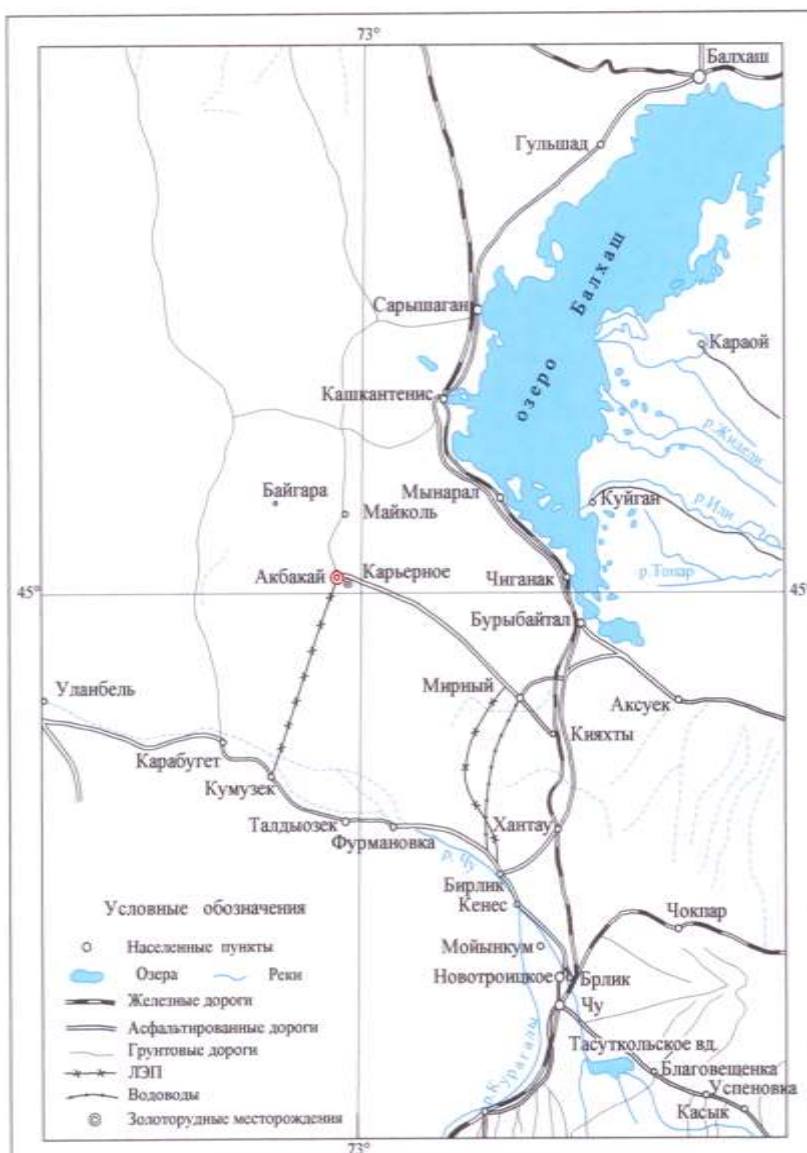 73°
Балхаш
Гульшад
озеро Балхаш
Сарышаган
Караой
Кашкантенис
р.Жидели
Байгара
Мынарал
Куйган
Майколь
р.Или
Акбакай
Карьерное
Чиганак
р.Топар
45°
45°
Бурыбайтал
Уланбель
Мирный
Аксуек
Карабугет
Кияхты
Кумузек
Талдыозек
Хантау
Фурмановка
р. Чу
Бирлик
Кенес
Чокпар
Мойынкум
Новотроицкое
Брлик
Чу
Тасуткольское вд.
р.Курагалы
Благовещенка
Успеновка
Касык
Условные обозначения
Населенные пункты
Озера
Реки
Железные дороги
Асфальтированные дороги
Грунтовые дороги
ЛЭП
Водоводы
Золоторудные месторождения
73°